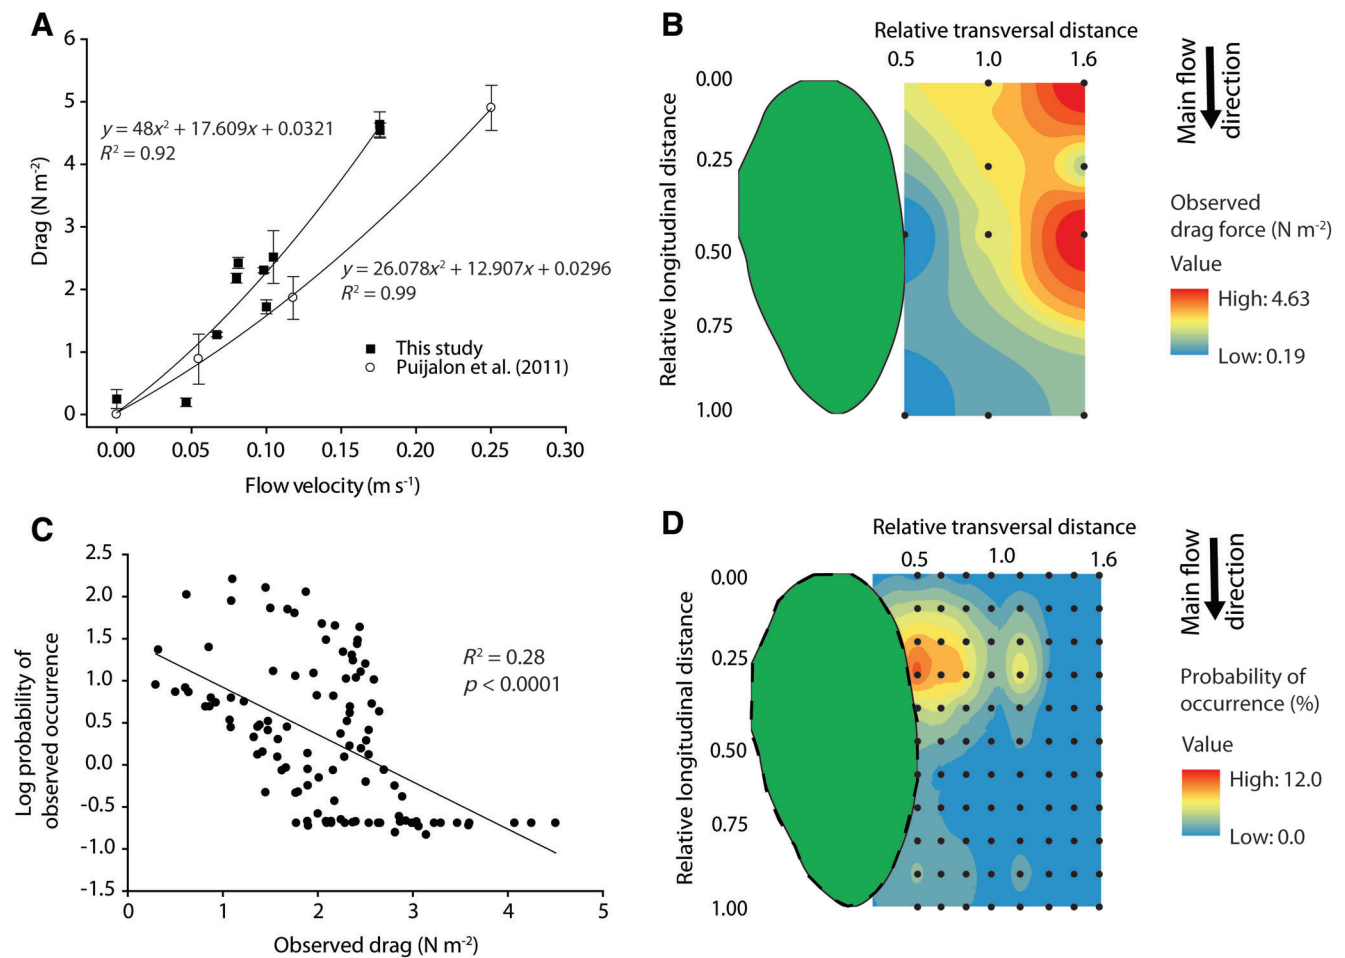 A
6
5
4
3
2
1
0
Drag (N m-2)
y = 48x2 + 17.609x + 0.0321
R2 = 0.92
y = 26.078x2 + 12.907x + 0.0296
R2 = 0.99
This study
Puijalon et al. (2011)
0.00 0.05 0.10 0.15 0.20 0.25 0.30
Flow velocity (m s-1)
B
Relative transversal distance
0.5 1.0 1.6
0.00
0.25
0.50
0.75
1.00
Relative longitudinal distance
Main flow
direction
Observed
drag force (N m-2)
Value
High: 4.63
Low: 0.19
C
2.5
2.0
1.5
1.0
0.5
0.0
-0.5
-1.0
-1.5
Log probability of
observed occurrence
R2 = 0.28
p < 0.0001
0 1 2 3 4 5
Observed drag (N m-2)
D
Relative transversal distance
0.5 1.0 1.6
0.00
0.25
0.50
0.75
1.00
Relative longitudinal distance
Main flow
direction
Probability of
occurrence (%)
Value
High: 12.0
Low: 0.0